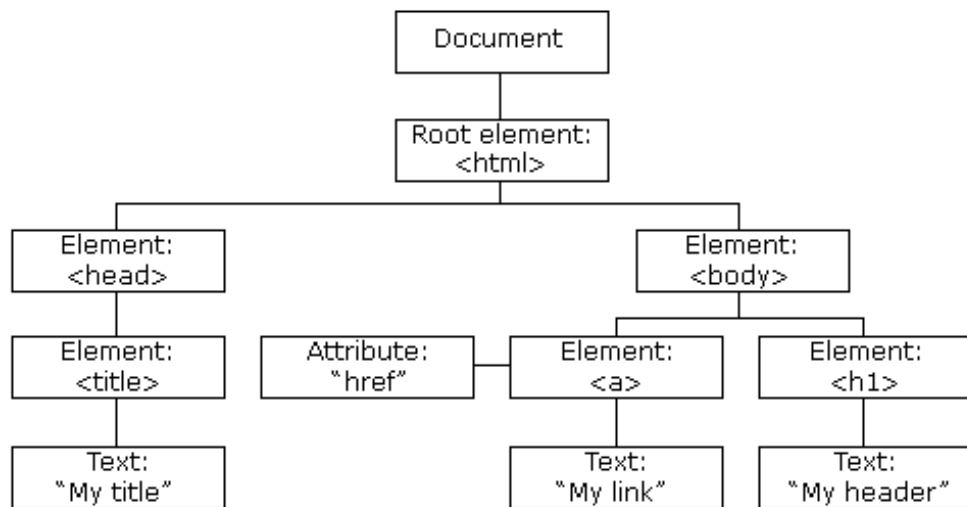 Document
Root element:
<html>
Element:
<head>
Element:
<body>
Element:
<title>
Attribute:
“href”
Element:
<a>
Element:
<h1>
Text:
“My title”
Text:
“My link”
Text:
“My header”